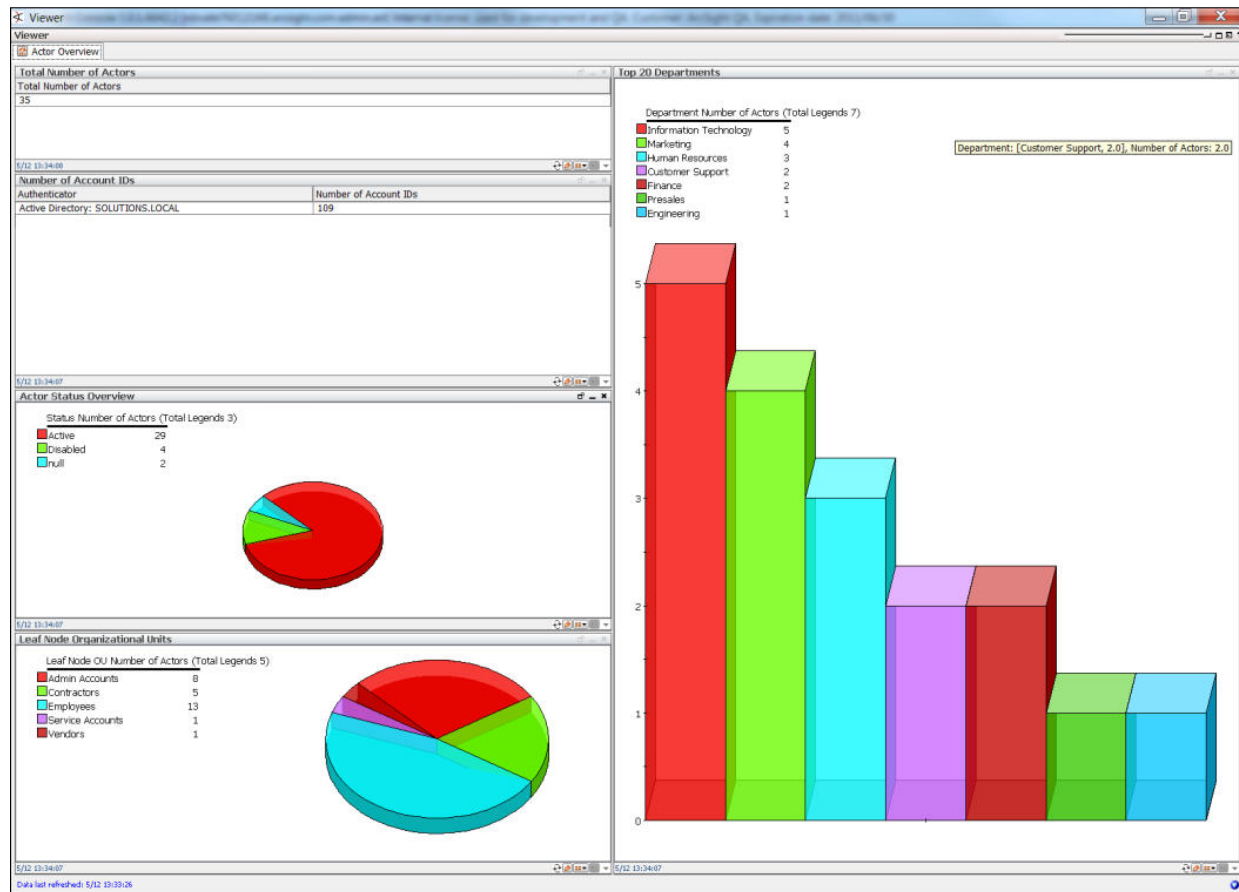 Viewer
Viewer
Actor Overview
Total Number of Actors
Total Number of Actors
35
5/12 13:34:08
Number of Account IDs
Authenticator Number of Account IDs
Active Directory: SOLUTIONS.LOCAL 109
5/12 13:34:07
Actor Status Overview
Status Number of Actors (Total Legends 3)
Active 29
Disabled 4
null 2
5/12 13:34:07
Leaf Node Organizational Units
Leaf Node OU Number of Actors (Total Legends 5)
Admin Accounts 8
Contractors 5
Employees 13
Service Accounts 1
Vendors 1
5/12 13:34:07
Top 20 Departments
Department Number of Actors (Total Legends 7)
Information Technology 5
Marketing 4
Human Resources 3
Customer Support 2
Finance 2
Presales 1
Engineering 1
Department: [Customer Support, 2.0], Number of Actors: 2.0
5
4
3
2
1
0
5/12 13:34:07
Data last refreshed: 5/12 13:33:26